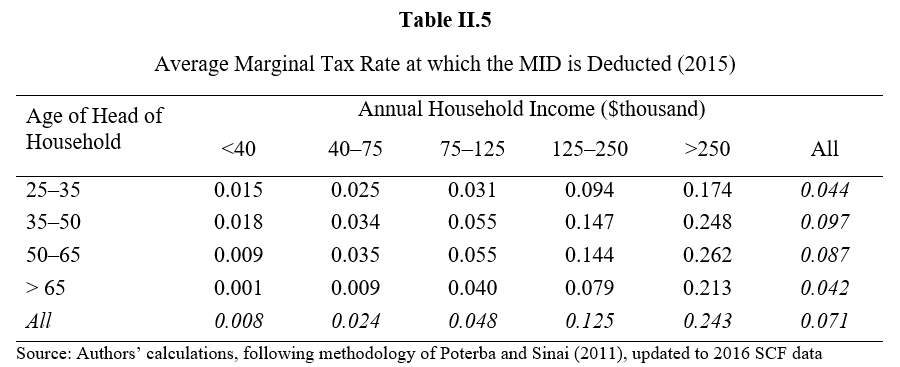 Table II.5
Average Marginal Tax Rate at which the MID is Deducted (2015)
Age of Head of Household Annual Household Income ($thousand)
<40 40–75 75–125 125–250 >250 All
25–35 0.015 0.025 0.031 0.094 0.174 0.044
35–50 0.018 0.034 0.055 0.147 0.248 0.097
50–65 0.009 0.035 0.055 0.144 0.262 0.087
> 65 0.001 0.009 0.040 0.079 0.213 0.042
All 0.008 0.024 0.048 0.125 0.243 0.071
Source: Authors’ calculations, following methodology of Poterba and Sinai (2011), updated to 2016 SCF data